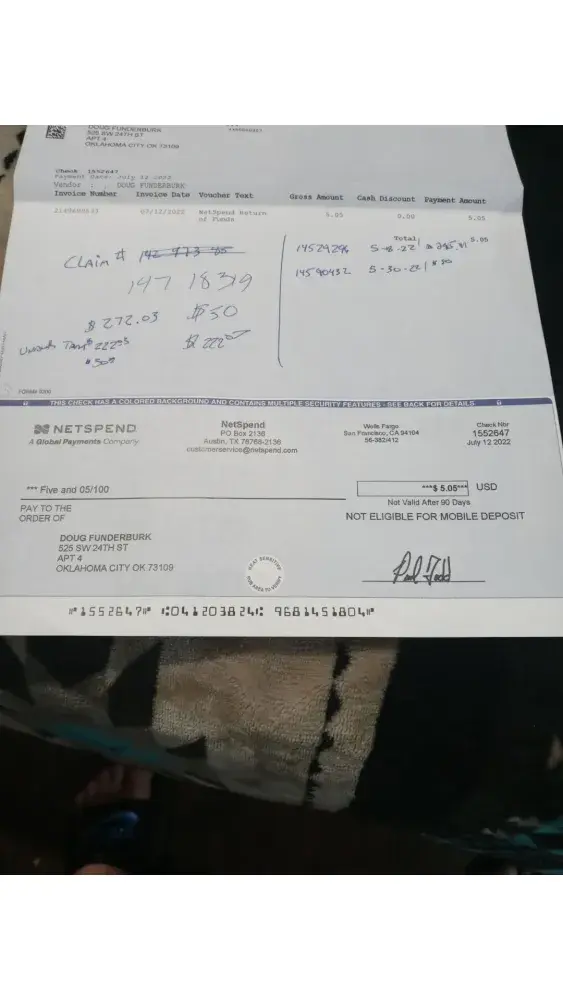 DOUG FUNDERBURK
525 SW 24TH ST
APT 4
OKLAHOMA CITY OK 73109
Check 1552647
Payment Date: July 12 2022
Vendor : DOUG FUNDERBURK
Invoice Number Invoice Date Voucher Text Gross Amount Cash Discount Payment Amount
07/12/2022 NetSpend Return of Funds 5.05 0.00 5.05
Total: 5.05
CLAIM #
197 18319
$272.03 $50
14529296 5-8-22
14590432 5-30-22 / $50
THIS CHECK HAS A COLORED BACKGROUND AND CONTAINS MULTIPLE SECURITY FEATURES - SEE BACK FOR DETAILS
NETSPEND
A Global Payments Company
NetSpend
PO Box 2136
Austin, TX 78768-2136
customerservice@netspend.com
Wells Fargo
San Francisco, CA 94104
56-382/412
Check Nbr
1552647
July 12 2022
*** Five and 05/100
***$ 5.05*** USD
Not Valid After 90 Days
PAY TO THE
ORDER OF
NOT ELIGIBLE FOR MOBILE DEPOSIT
DOUG FUNDERBURK
525 SW 24TH ST
APT 4
OKLAHOMA CITY OK 73109
Paul Todd
⑈1552647⑈ ⑆041203824⑆ 9681451804⑈